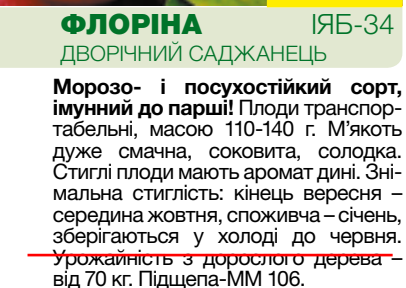 ФЛОРІНА ІЯБ-34
ДВОРІЧНИЙ САДЖАНЕЦЬ
Морозо- і посухостійкий сорт,
імунний до парші! Плоди транспор-
табельні, масою 110-140 г. М’якоть
дуже смачна, соковита, солодка.
Стиглі плоди мають аромат дині. Зні-
мальна стиглість: кінець вересня –
середина жовтня, споживча – січень,
зберігаються у холоді до червня.
Урожайність з дорослого дерева –
від 70 кг. Підщепа-ММ 106.